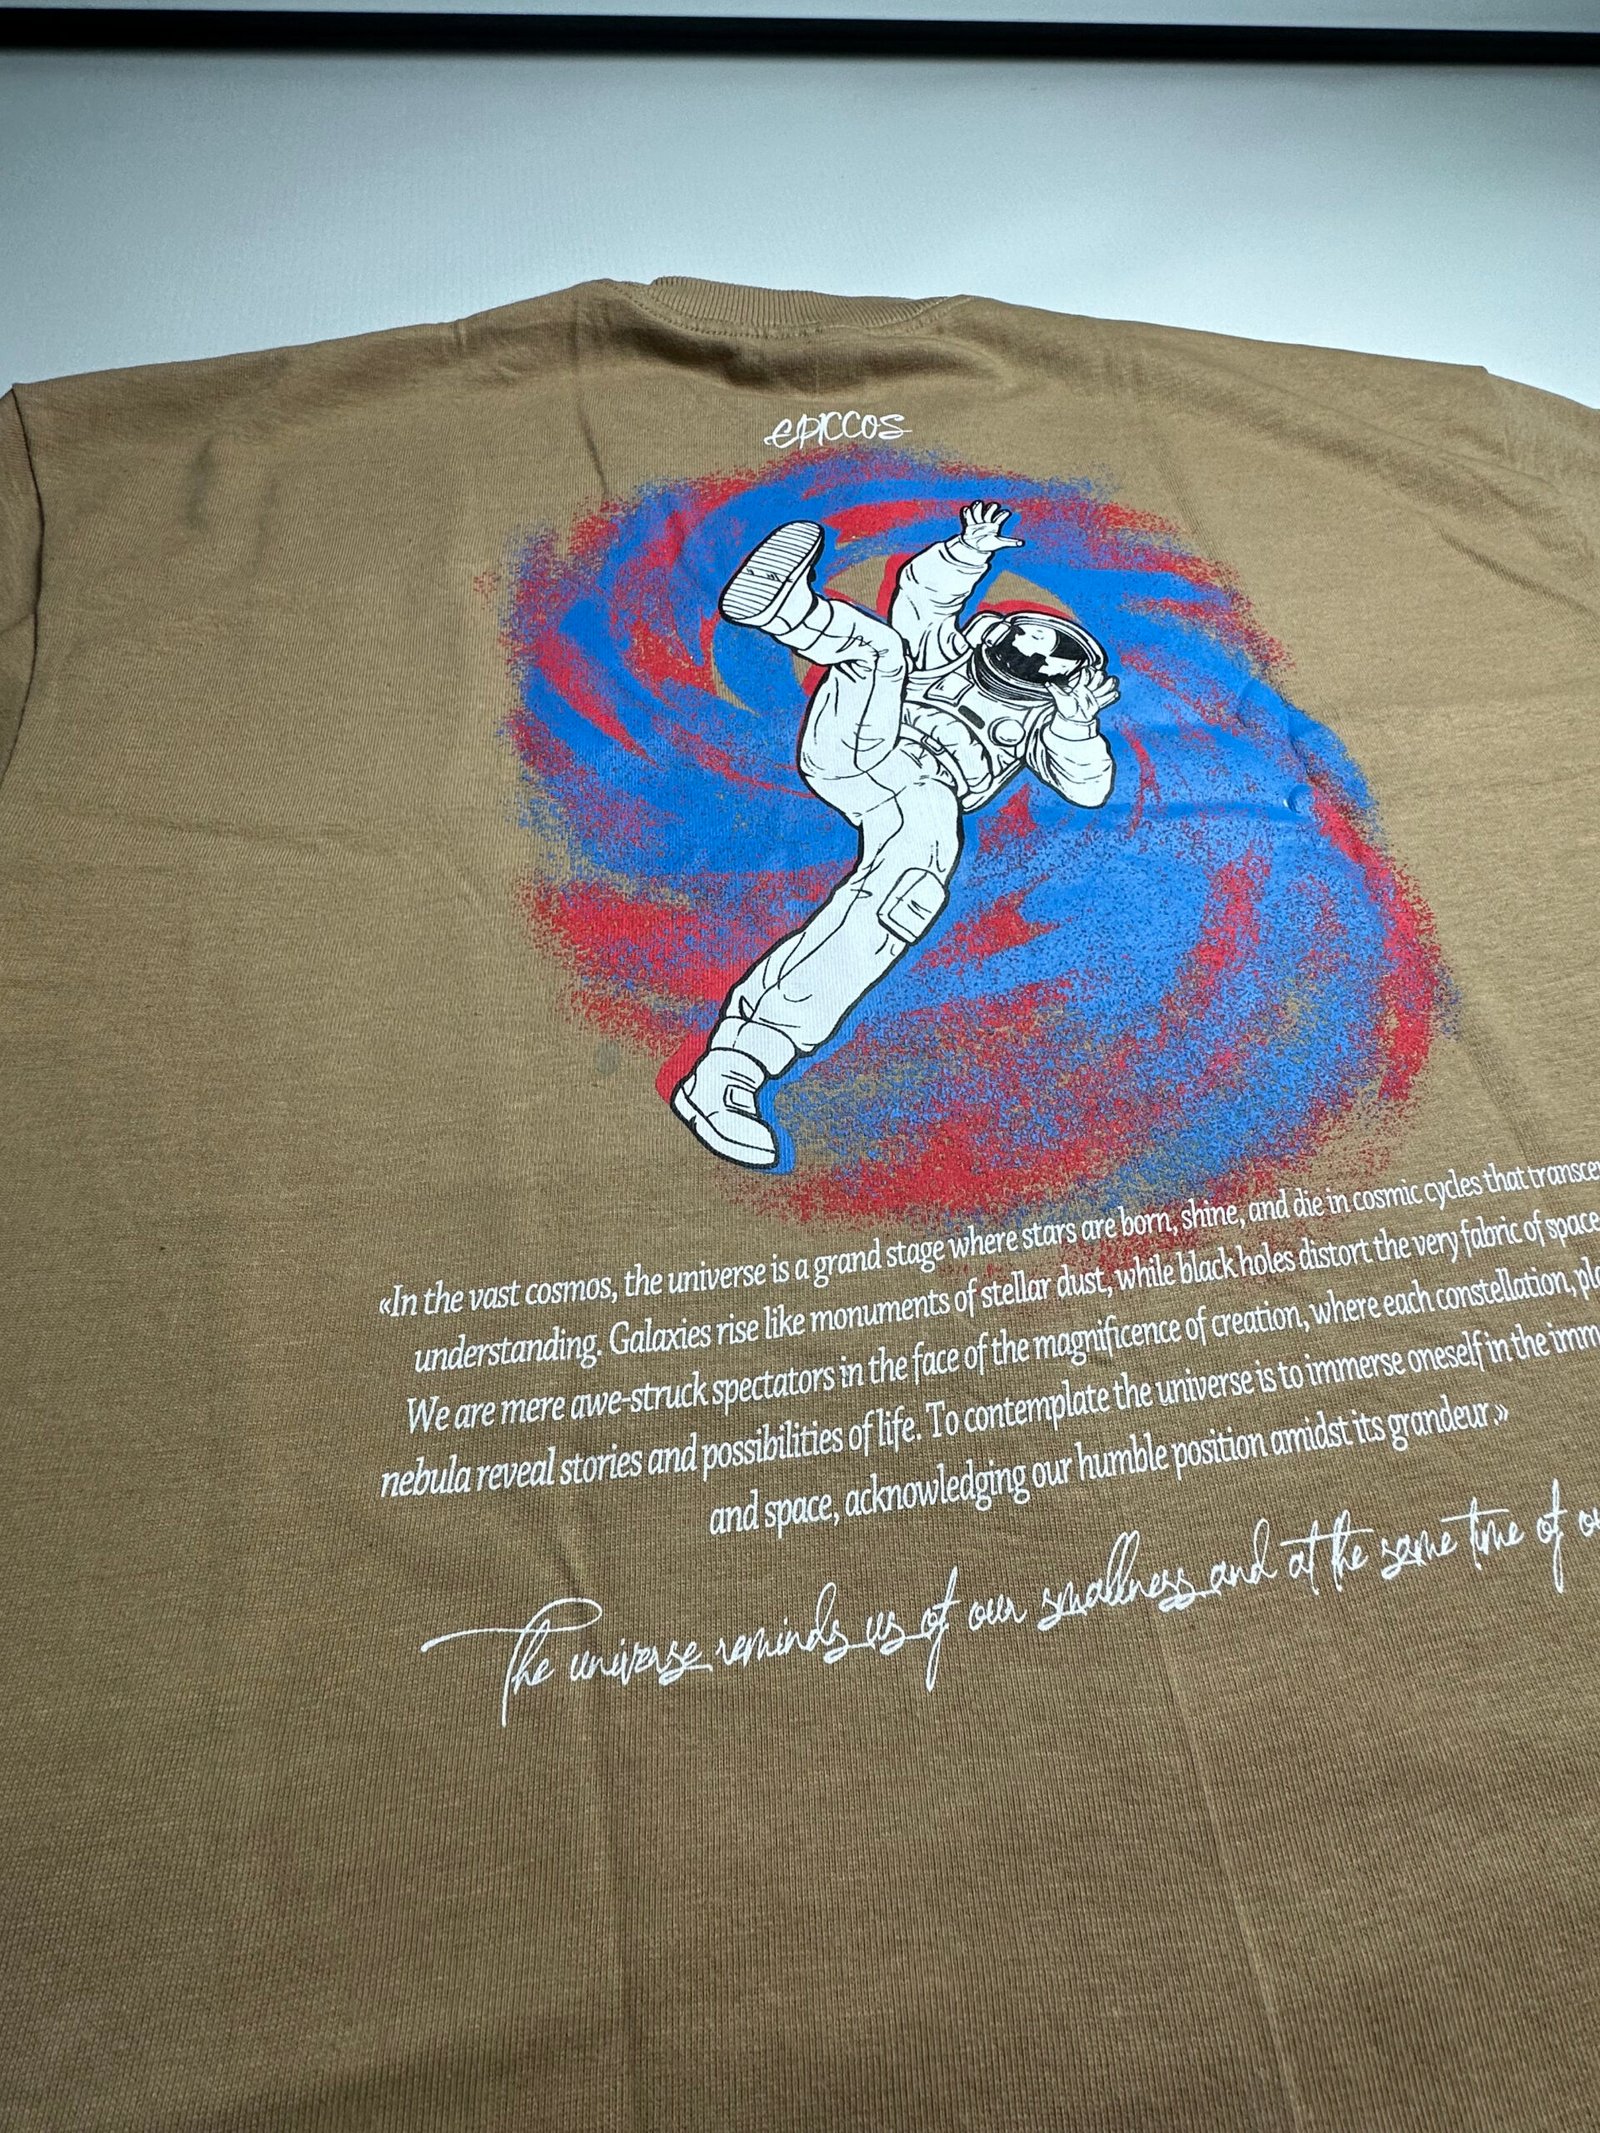 EPICCOS
«In the vast cosmos, the universe is a grand stage where stars are born, shine, and die in cosmic cycles that
understanding. Galaxies rise like monuments of stellar dust, while black holes distort the very fabric of space
We are mere awe-struck spectators in the face of the magnificence of creation, where each constellation,
nebula reveal stories and possibilities of life. To contemplate the universe is to immerse oneself in the
and space, acknowledging our humble position amidst its grandeur.»
The universe reminds us of our smallness and at the same time of